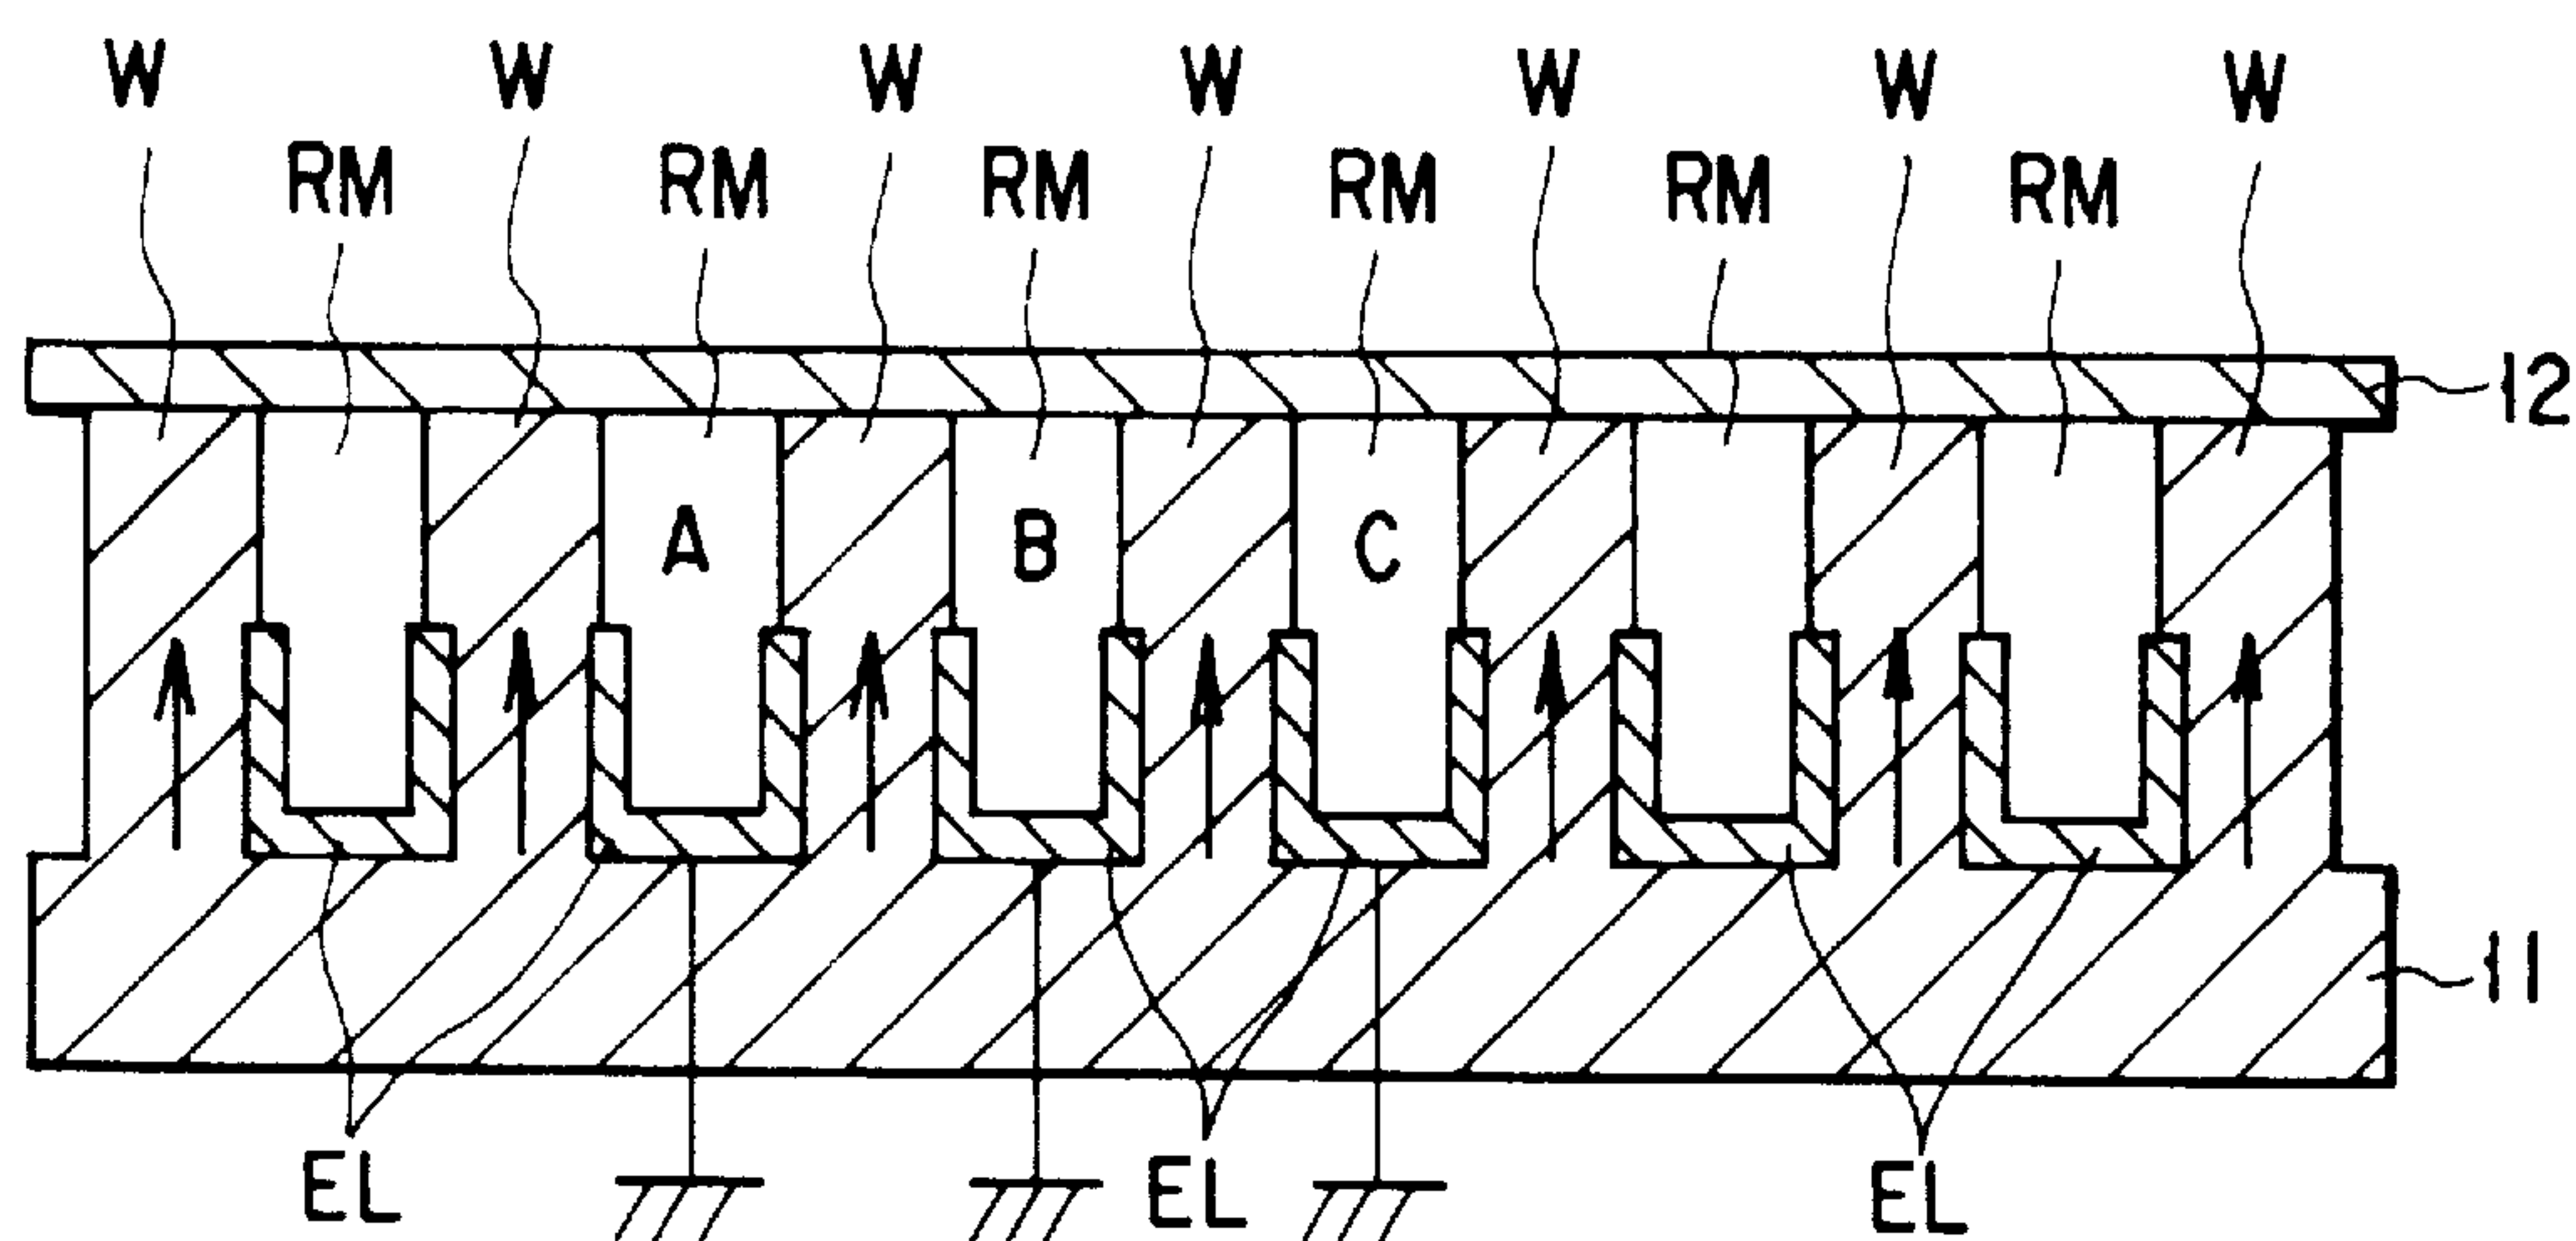 W W W W W W W
RM RM RM RM RM RM
12
A B C
11
EL EL EL